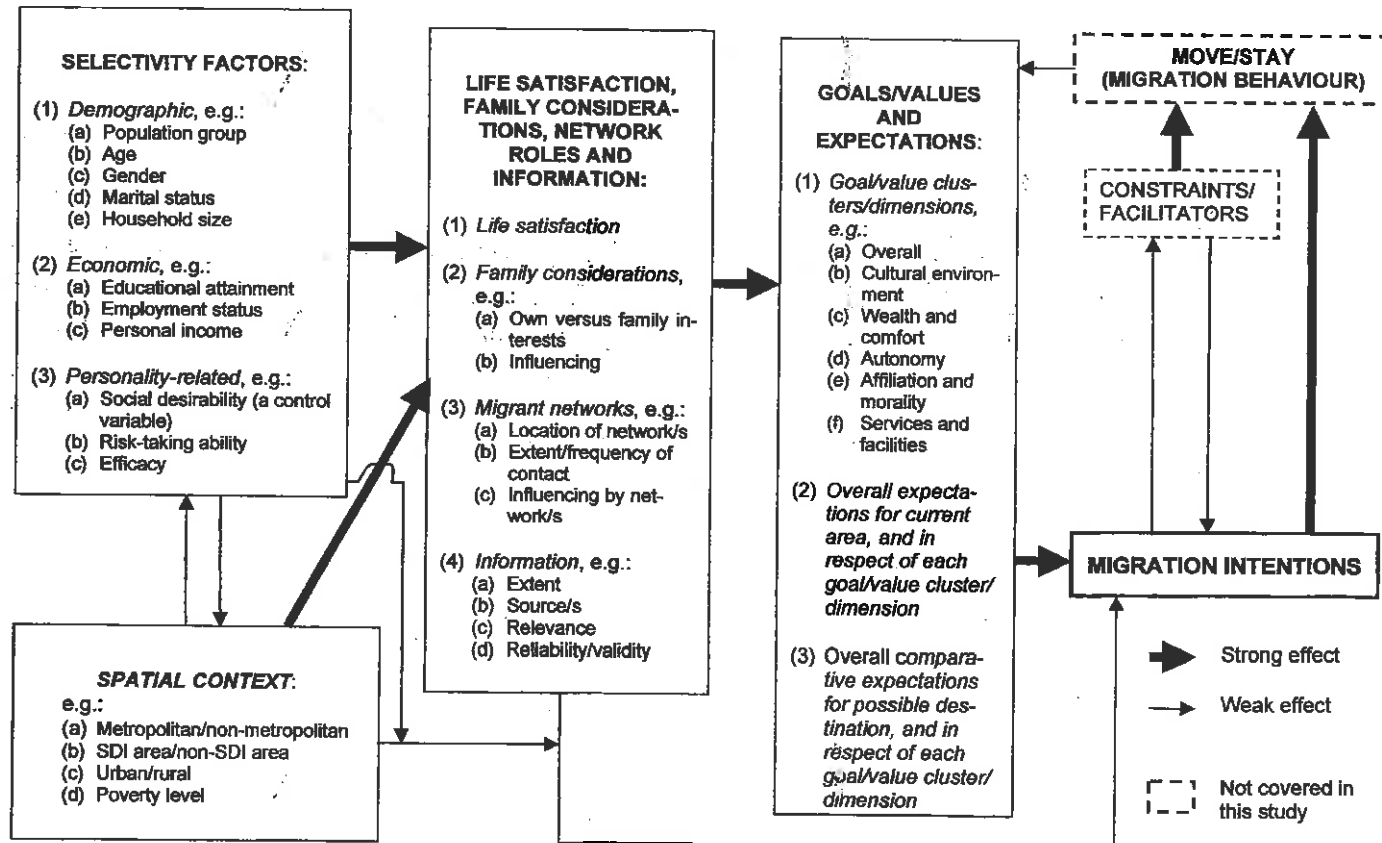 SELECTIVITY FACTORS:
(1) Demographic, e.g.:
(a) Population group
(b) Age
(c) Gender
(d) Marital status
(e) Household size
(2) Economic, e.g.:
(a) Educational attainment
(b) Employment status
(c) Personal income
(3) Personality-related, e.g.:
(a) Social desirability (a control
variable)
(b) Risk-taking ability
(c) Efficacy
SPATIAL CONTEXT:
e.g.:
(a) Metropolitan/non-metropolitan
(b) SDI area/non-SDI area
(c) Urban/rural
(d) Poverty level
LIFE SATISFACTION,
FAMILY CONSIDERA-
TIONS, NETWORK
ROLES AND
INFORMATION:
(1) Life satisfaction
(2) Family considerations,
e.g.:
(a) Own versus family in-
terests
(b) Influencing
(3) Migrant networks, e.g.:
(a) Location of network/s
(b) Extent/frequency of
contact
(c) Influencing by net-
work/s
(4) Information, e.g.:
(a) Extent
(b) Source/s
(c) Relevance
(d) Reliability/validity
GOALS/VALUES
AND
EXPECTATIONS:
(1) Goal/value clus-
ters/dimensions,
e.g.:
(a) Overall
(b) Cultural environ-
ment
(c) Wealth and
comfort
(d) Autonomy
(e) Affiliation and
morality
(f) Services and
facilities
(2) Overall expecta-
tions for current
area, and in
respect of each
goal/value cluster/
dimension
(3) Overall compara-
tive expectations
for possible des-
tination, and in
respect of each
goal/value cluster/
dimension
MOVE/STAY
(MIGRATION BEHAVIOUR)
CONSTRAINTS/
FACILITATORS
MIGRATION INTENTIONS
Strong effect
Weak effect
Not covered in
this study